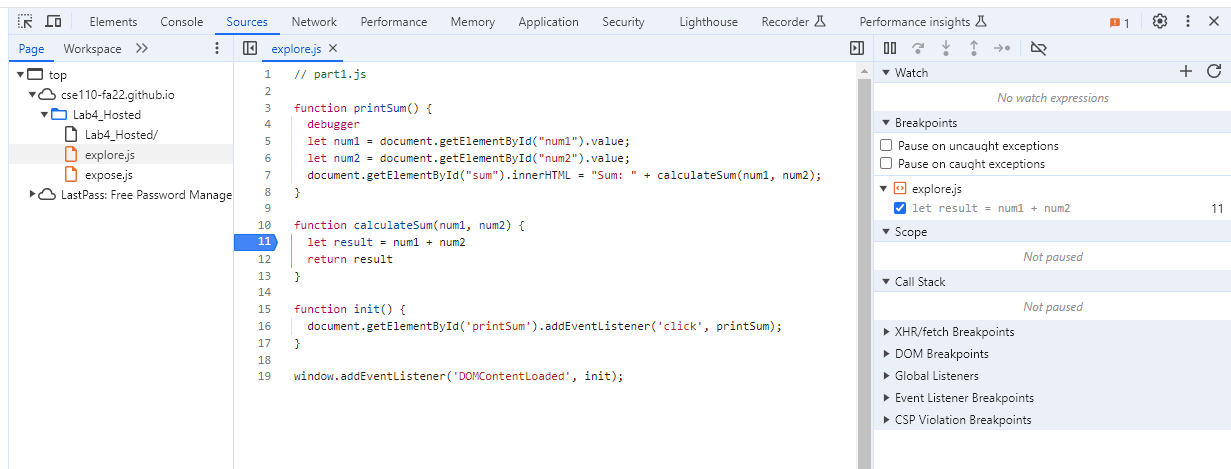 Elements Console Sources Network Performance Memory Application Security Lighthouse Recorder Performance insights 1
Page Workspace
top
cse110-fa22.github.io
Lab4_Hosted
Lab4_Hosted/
explore.js
expose.js
LastPass: Free Password Manage
explore.js
1 // part1.js
2
3 function printSum() {
4 debugger
5 let num1 = document.getElementById("num1").value;
6 let num2 = document.getElementById("num2").value;
7 document.getElementById("sum").innerHTML = "Sum: " + calculateSum(num1, num2);
8 }
9
10 function calculateSum(num1, num2) {
11 let result = num1 + num2
12 return result
13 }
14
15 function init() {
16 document.getElementById('printSum').addEventListener('click', printSum);
17 }
18
19 window.addEventListener('DOMContentLoaded', init);
Watch
No watch expressions
Breakpoints
Pause on uncaught exceptions
Pause on caught exceptions
explore.js
let result = num1 + num2 11
Scope
Not paused
Call Stack
Not paused
XHR/fetch Breakpoints
DOM Breakpoints
Global Listeners
Event Listener Breakpoints
CSP Violation Breakpoints